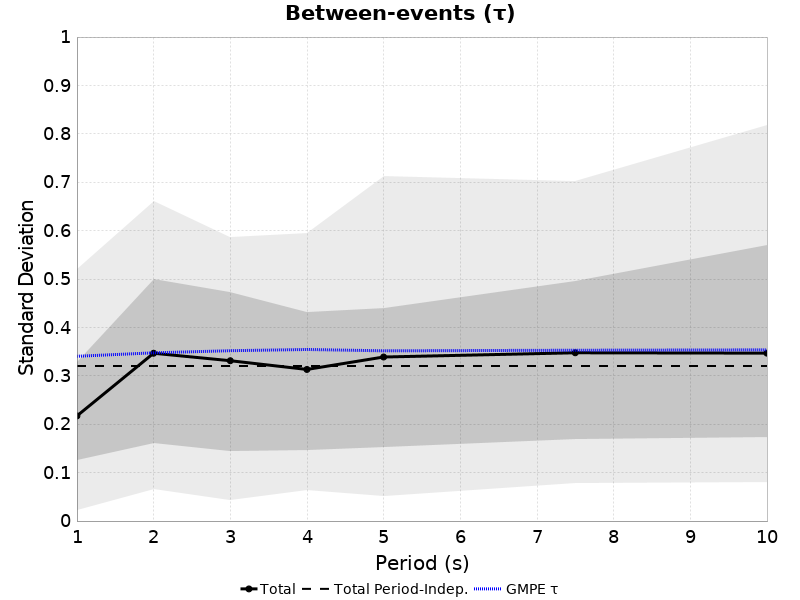 Between-events (τ)
1
0.9
0.8
0.7
0.6
0.5
0.4
0.3
0.2
0.1
0
Standard Deviation
1 2 3 4 5 6 7 8 9 10
Period (s)
Total Total Period-Indep. GMPE τ